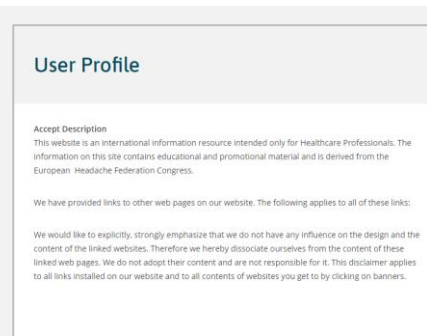 User Profile
Accept Description
This website is an international information resource intended only for Healthcare Professionals. The
information on this site contains educational and promotional material and is derived from the
European Headache Federation Congress.
We have provided links to other web pages on our website. The following applies to all of these links:
We would like to explicitly, strongly emphasize that we do not have any influence on the design and the
content of the linked websites. Therefore we hereby dissociate ourselves from the content of these
linked web pages. We do not adopt their content and are not responsible for it. This disclaimer applies
to all links installed on our website and to all contents of websites you get to by clicking on banners.